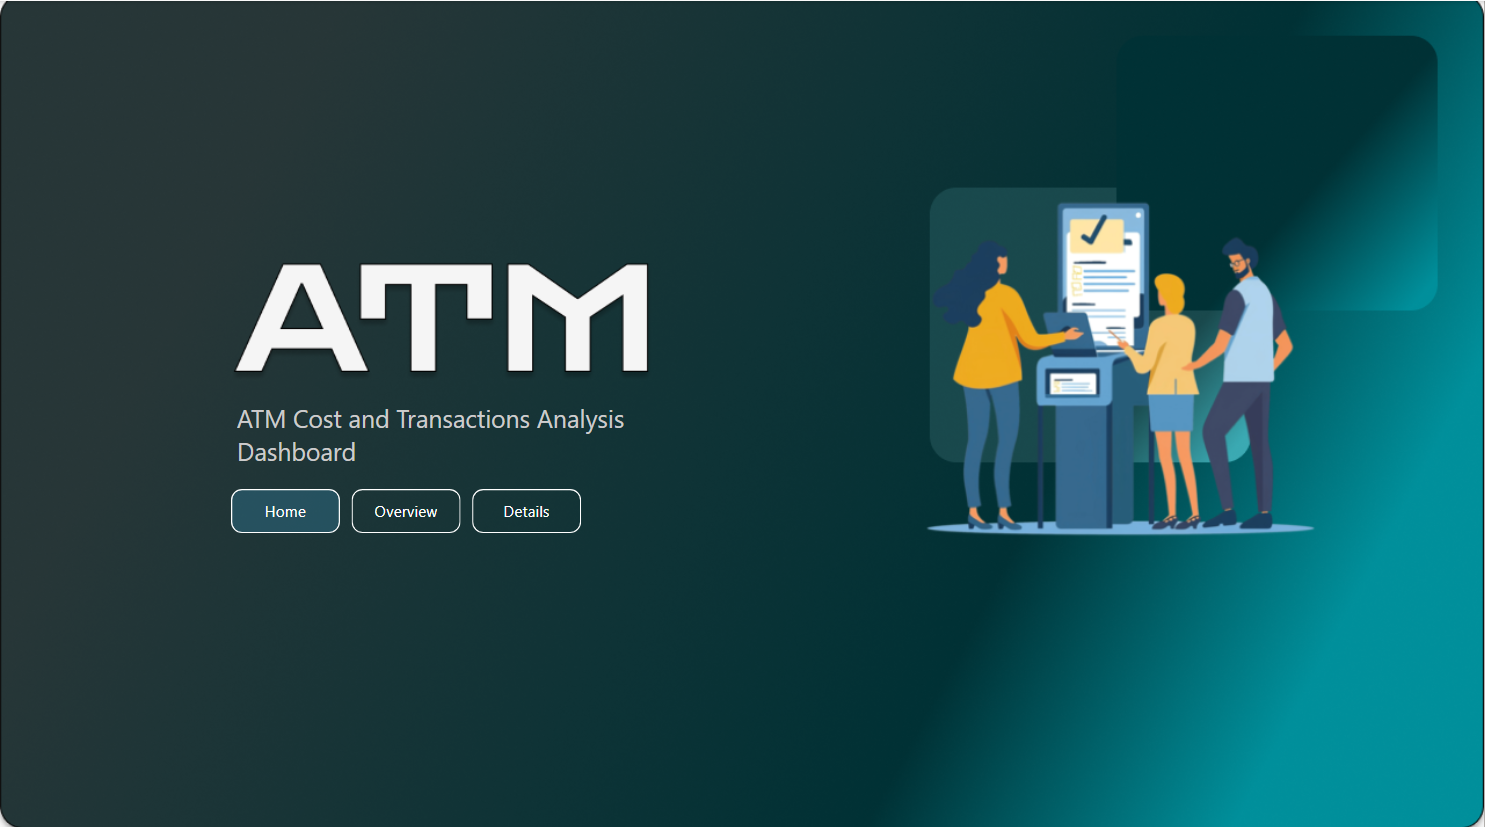 ATM
ATM Cost and Transactions Analysis
Dashboard
Home
Overview
Details